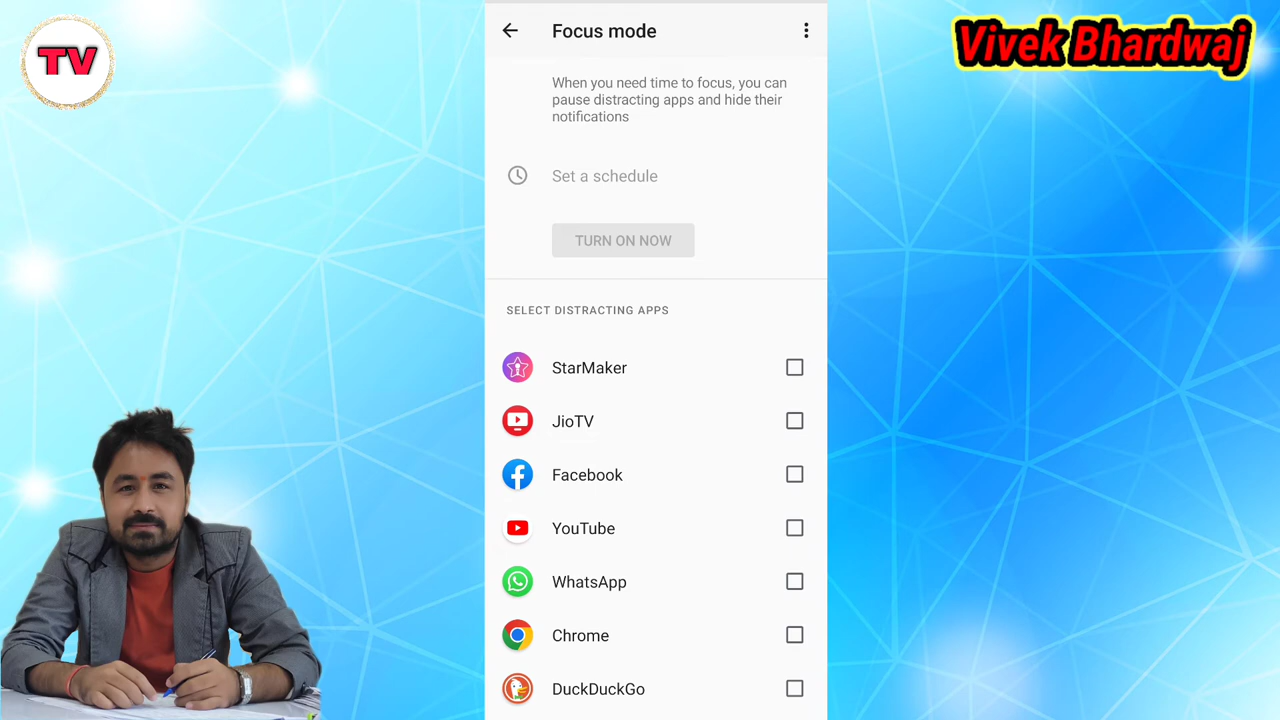 TV
Vivek Bhardwaj
Focus mode
When you need time to focus, you can
pause distracting apps and hide their
notifications
Set a schedule
TURN ON NOW
SELECT DISTRACTING APPS
StarMaker
JioTV
Facebook
YouTube
WhatsApp
Chrome
DuckDuckGo